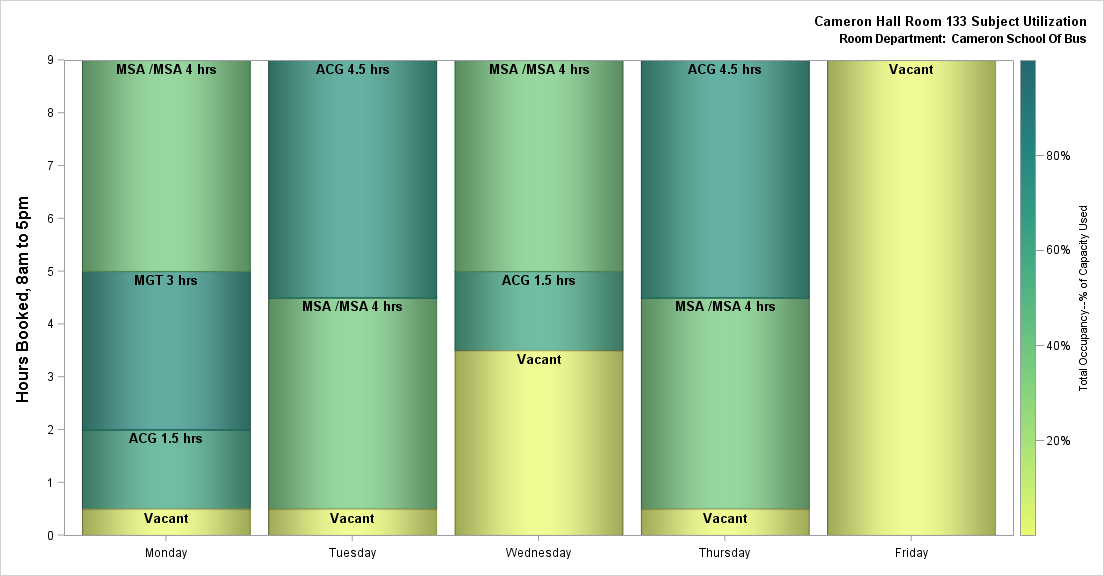 Cameron Hall Room 133 Subject Utilization
Room Department: Cameron School Of Bus
Hours Booked, 8am to 5pm
9
8
7
6
5
4
3
2
1
0
MSA /MSA 4 hrs
MGT 3 hrs
ACG 1.5 hrs
Vacant
ACG 4.5 hrs
MSA /MSA 4 hrs
Vacant
MSA /MSA 4 hrs
ACG 1.5 hrs
Vacant
ACG 4.5 hrs
MSA /MSA 4 hrs
Vacant
Vacant
Monday
Tuesday
Wednesday
Thursday
Friday
80%
60%
40%
20%
Total Occupancy--% of Capacity Used